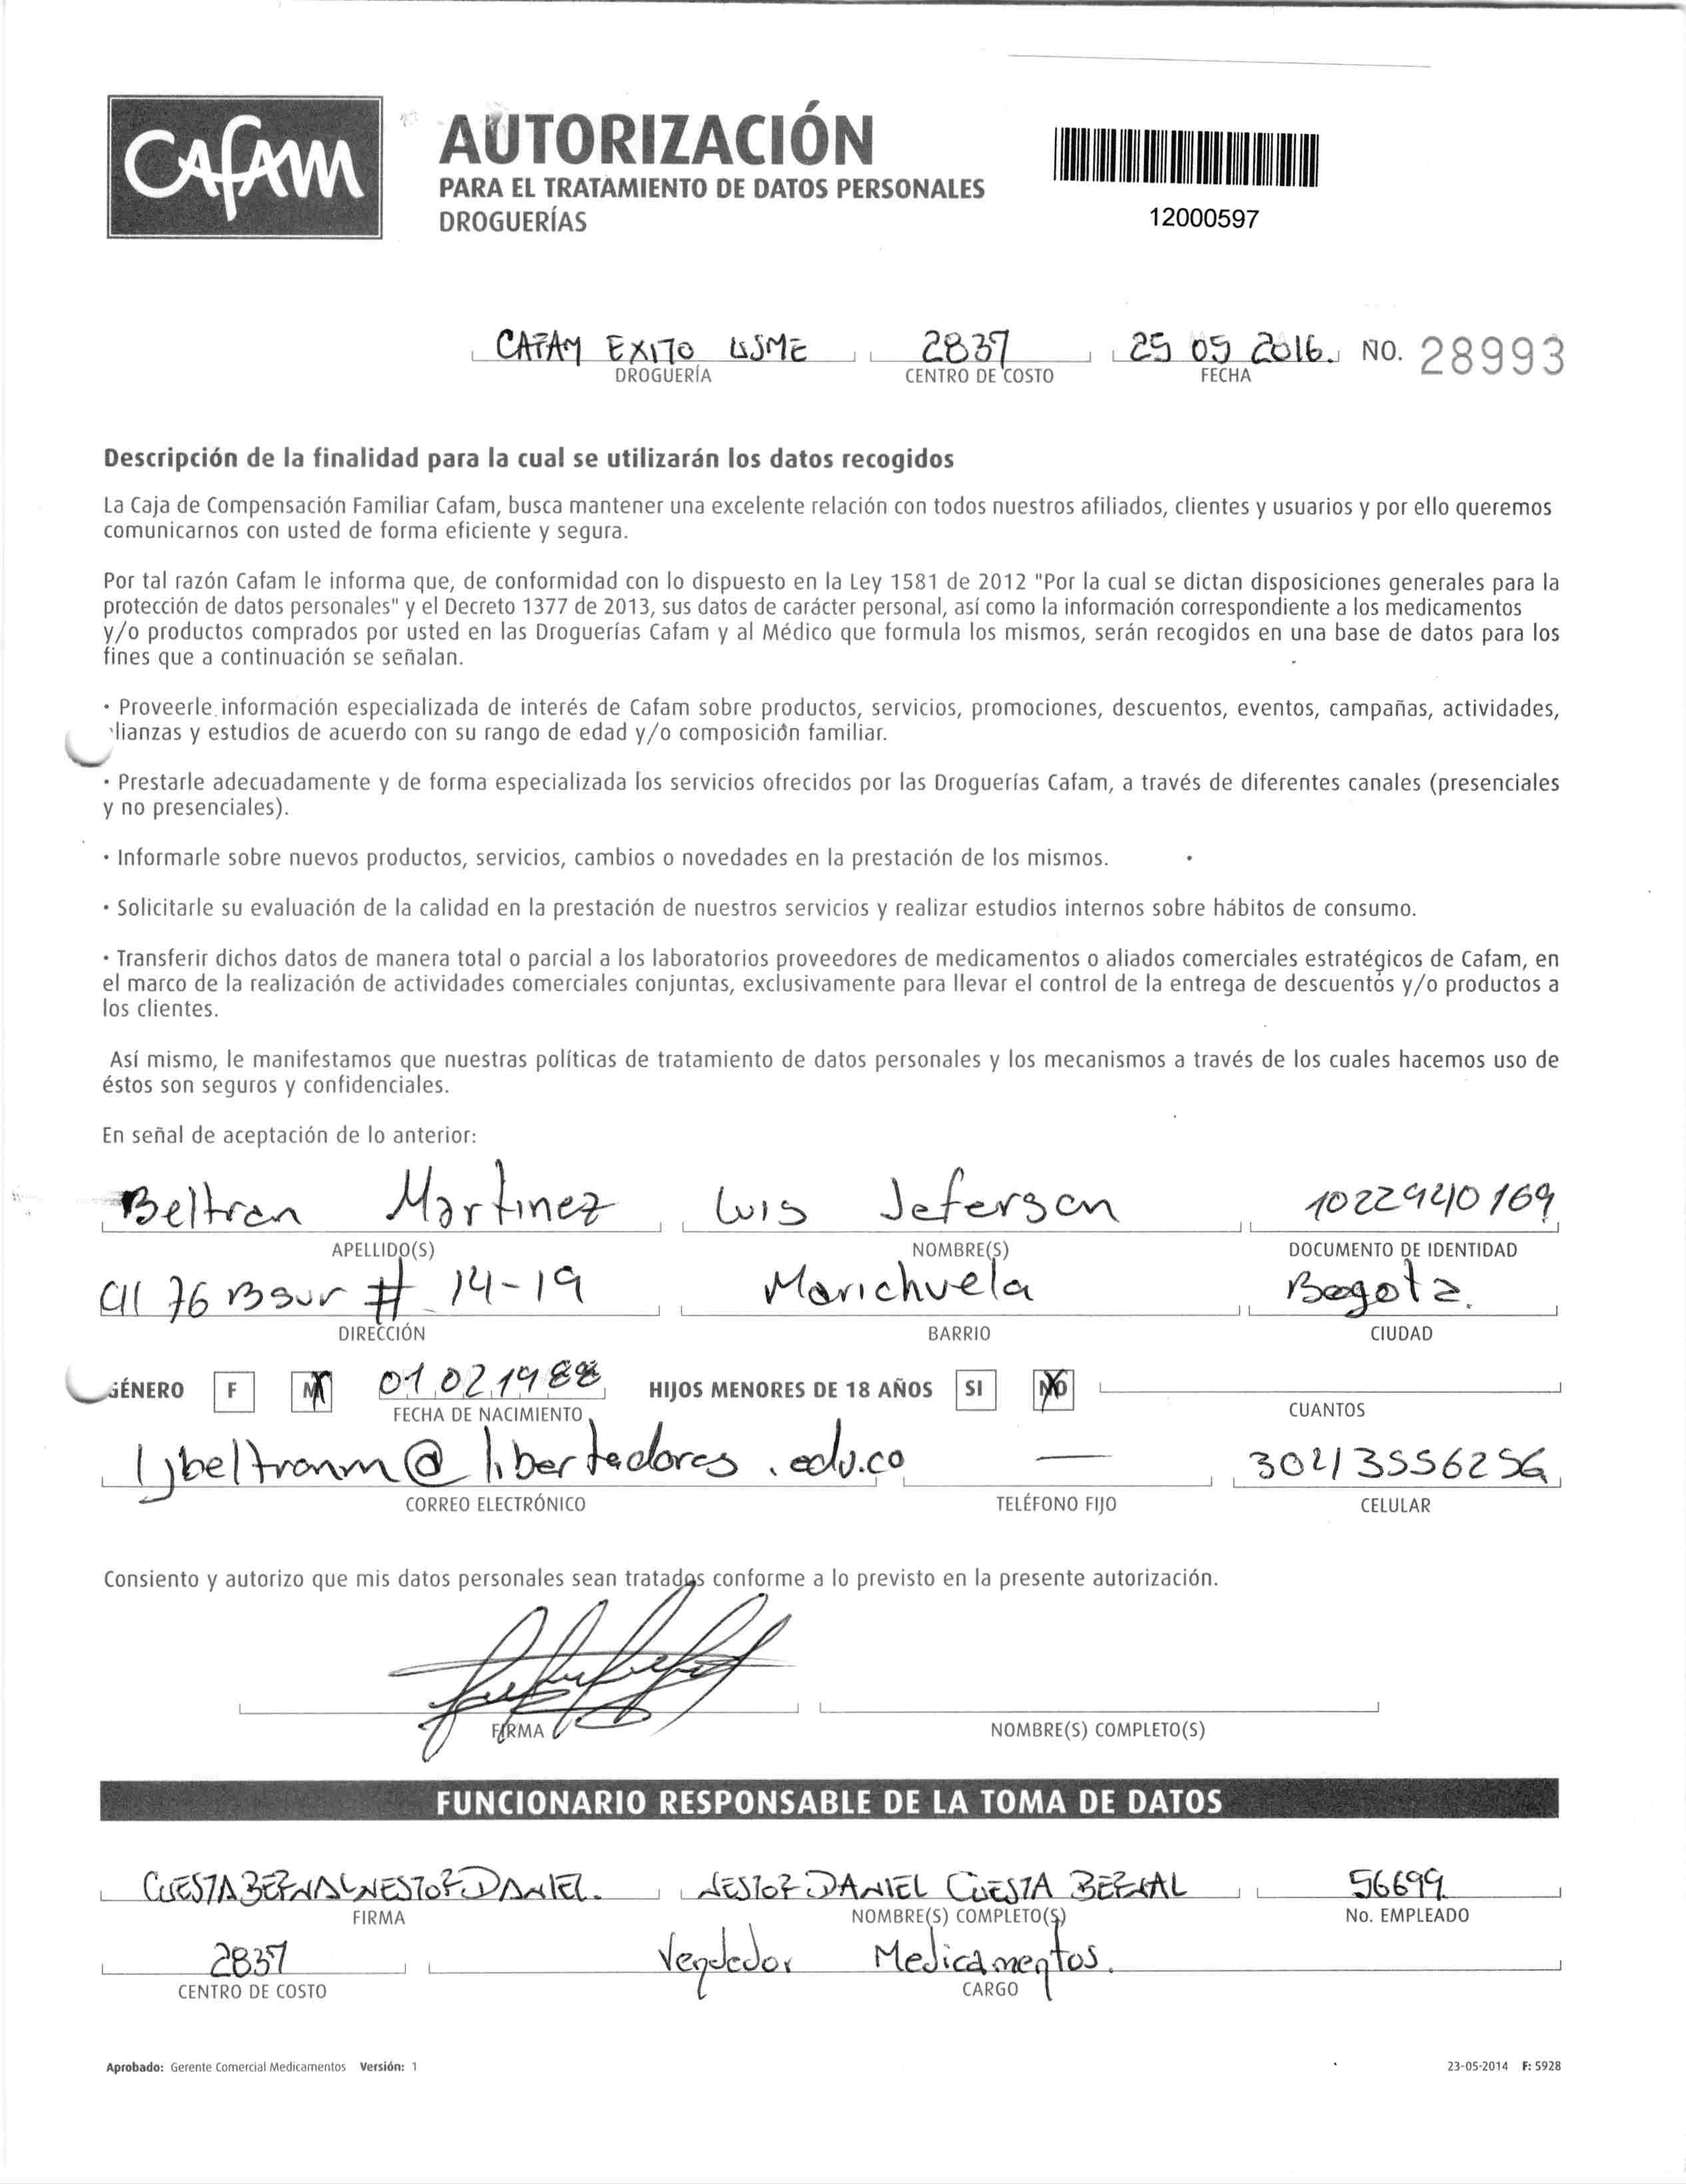 CAFAM
AUTORIZACIÓN
PARA EL TRATAMIENTO DE DATOS PERSONALES
DROGUERÍAS
12000597
CAFAM EXITO USME 2837 25 05 2016. NO. 28993
DROGUERÍA CENTRO DE COSTO FECHA
Descripción de la finalidad para la cual se utilizarán los datos recogidos
La Caja de Compensación Familiar Cafam, busca mantener una excelente relación con todos nuestros afiliados, clientes y usuarios y por ello queremos
comunicarnos con usted de forma eficiente y segura.
Por tal razón Cafam le informa que, de conformidad con lo dispuesto en la Ley 1581 de 2012 "Por la cual se dictan disposiciones generales para la
protección de datos personales" y el Decreto 1377 de 2013, sus datos de carácter personal, así como la información correspondiente a los medicamentos
y/o productos comprados por usted en las Droguerías Cafam y al Médico que formula los mismos, serán recogidos en una base de datos para los
fines que a continuación se señalan.
· Proveerle información especializada de interés de Cafam sobre productos, servicios, promociones, descuentos, eventos, campañas, actividades,
lianzas y estudios de acuerdo con su rango de edad y/o composición familiar.
· Prestarle adecuadamente y de forma especializada los servicios ofrecidos por las Droguerías Cafam, a través de diferentes canales (presenciales
y no presenciales).
· Informarle sobre nuevos productos, servicios, cambios o novedades en la prestación de los mismos.
· Solicitarle su evaluación de la calidad en la prestación de nuestros servicios y realizar estudios internos sobre hábitos de consumo.
· Transferir dichos datos de manera total o parcial a los laboratorios proveedores de medicamentos o aliados comerciales estratégicos de Cafam, en
el marco de la realización de actividades comerciales conjuntas, exclusivamente para llevar el control de la entrega de descuentos y/o productos a
los clientes.
Así mismo, le manifestamos que nuestras políticas de tratamiento de datos personales y los mecanismos a través de los cuales hacemos uso de
éstos son seguros y confidenciales.
En señal de aceptación de lo anterior:
Beltran Martinez Luis Jeferson 1022940169
APELLIDO(S) NOMBRE(S) DOCUMENTO DE IDENTIDAD
Cll 76 B sur # 14-19 Marichuela Bogota.
DIRECCIÓN BARRIO CIUDAD
GÉNERO F M 01 02 1988 HIJOS MENORES DE 18 AÑOS SI NO
FECHA DE NACIMIENTO CUANTOS
ljbeltranm@libertadores.edu.co —
CORREO ELECTRÓNICO TELÉFONO FIJO CELULAR
Consiento y autorizo que mis datos personales sean tratados conforme a lo previsto en la presente autorización.
FIRMA NOMBRE(S) COMPLETO(S)
FUNCIONARIO RESPONSABLE DE LA TOMA DE DATOS
CUESTA BERNAL NESTOR DANIEL. NESTOR DANIEL CUESTA BERNAL 56699
FIRMA NOMBRE(S) COMPLETO(S) No. EMPLEADO
2837 Vendedor Medicamentos.
CENTRO DE COSTO CARGO
Aprobado: Gerente Comercial Medicamentos Versión: 1 23-05-2014 F: 5928